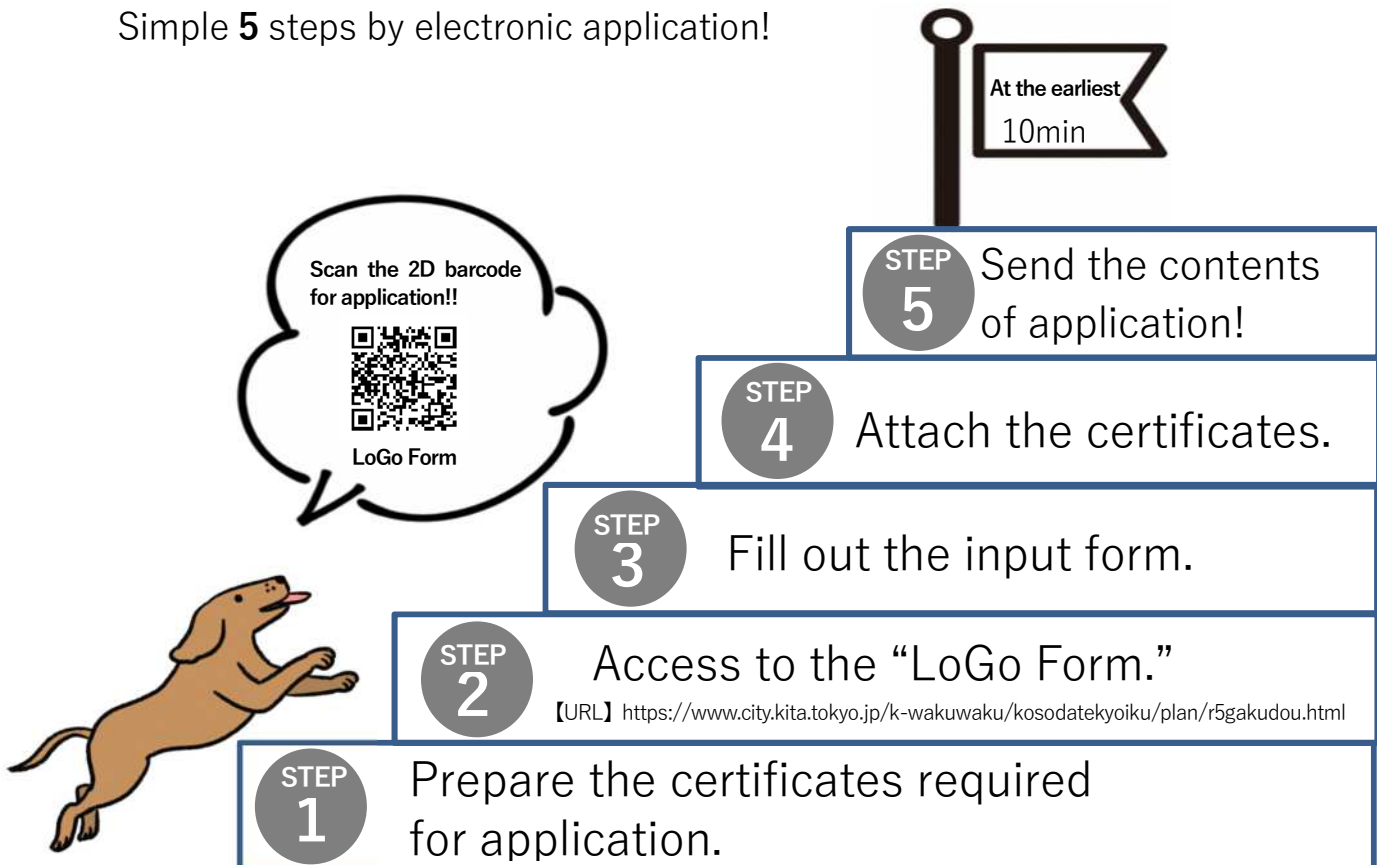 Simple 5 steps by electronic application!
At the earliest
10min
Scan the 2D barcode
for application!!
LoGo Form
STEP
5
Send the contents
of application!
STEP
4
Attach the certificates.
STEP
3
Fill out the input form.
STEP
2
Access to the “LoGo Form.”
【URL】https://www.city.kita.tokyo.jp/k-wakuwaku/kosodatekyoiku/plan/r5gakudou.html
STEP
1
Prepare the certificates required
for application.